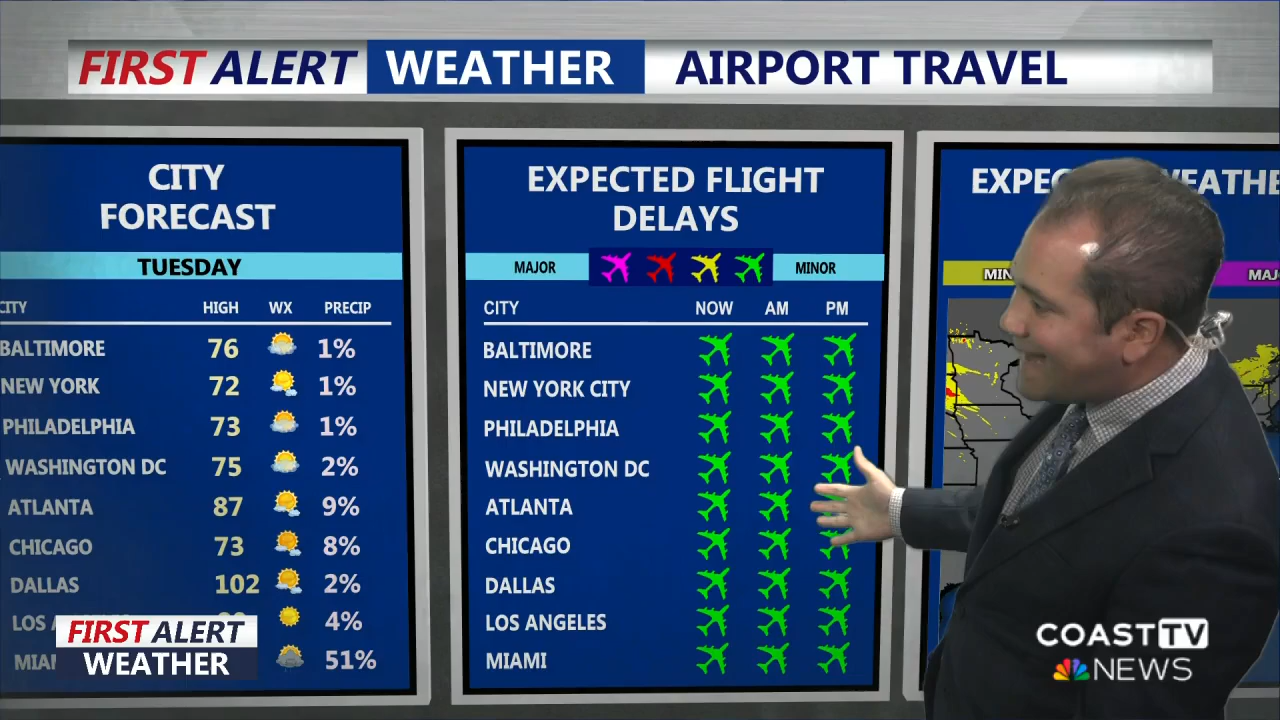 FIRST ALERT WEATHER AIRPORT TRAVEL
CITY
FORECAST
TUESDAY
CITY HIGH WX PRECIP
BALTIMORE 76 1%
NEW YORK 72 1%
PHILADELPHIA 73 1%
WASHINGTON DC 75 2%
ATLANTA 87 9%
CHICAGO 73 8%
DALLAS 102 2%
LOS 4%
51%
EXPECTED FLIGHT
DELAYS
MAJOR MINOR
CITY NOW AM PM
BALTIMORE
NEW YORK CITY
PHILADELPHIA
WASHINGTON DC
ATLANTA
CHICAGO
DALLAS
LOS ANGELES
MIAMI
FIRST ALERT
WEATHER
COAST TV
NEWS